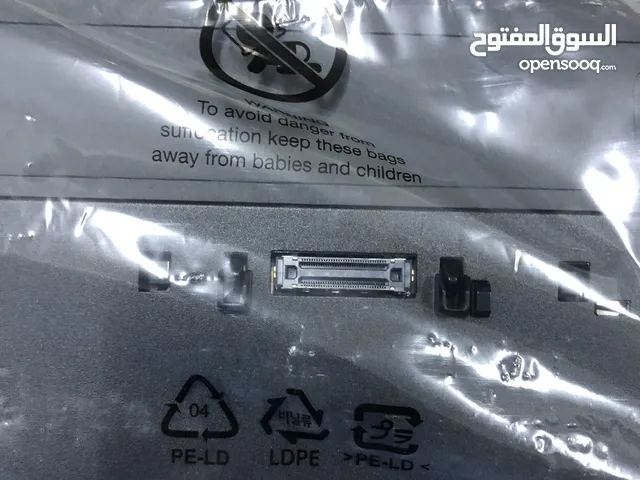 السوق المفتوح
opensooq.com
WARNING
To avoid danger from
suffocation keep these bags
away from babies and children
04
PE-LD
비닐류
LDPE
>PE-LD<